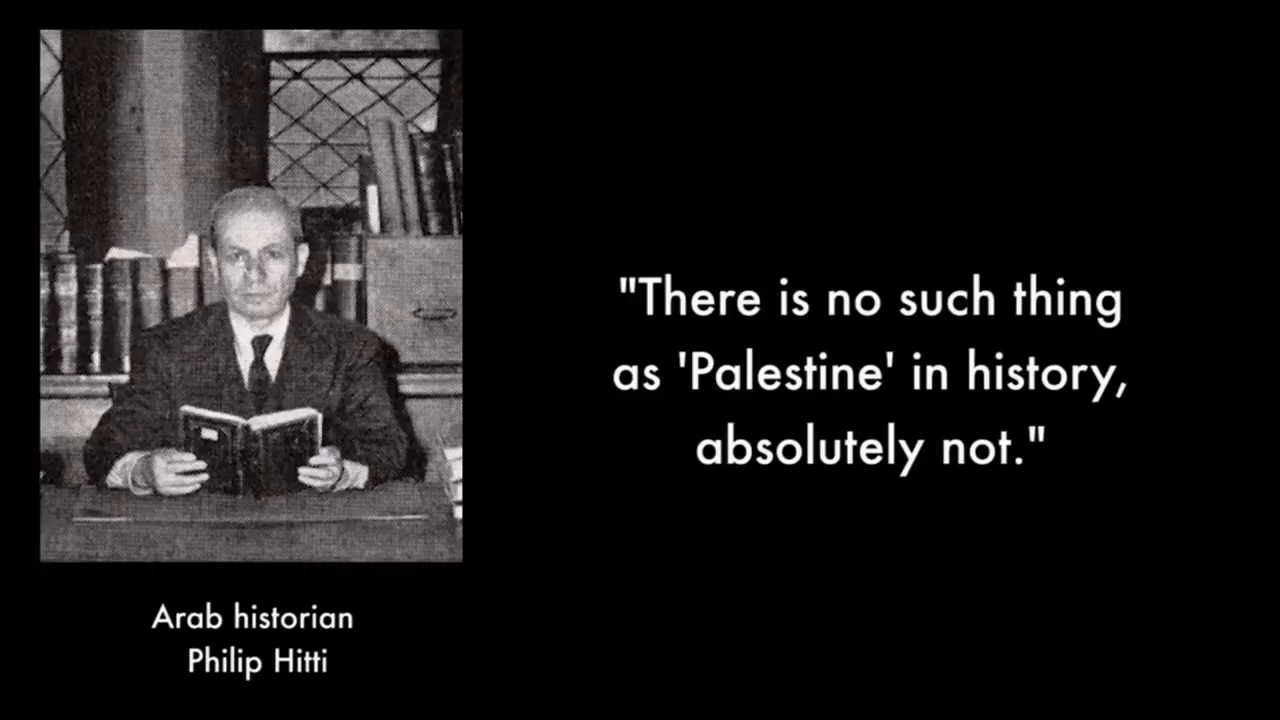 "There is no such thing
as 'Palestine' in history,
absolutely not."
Arab historian
Philip Hitti